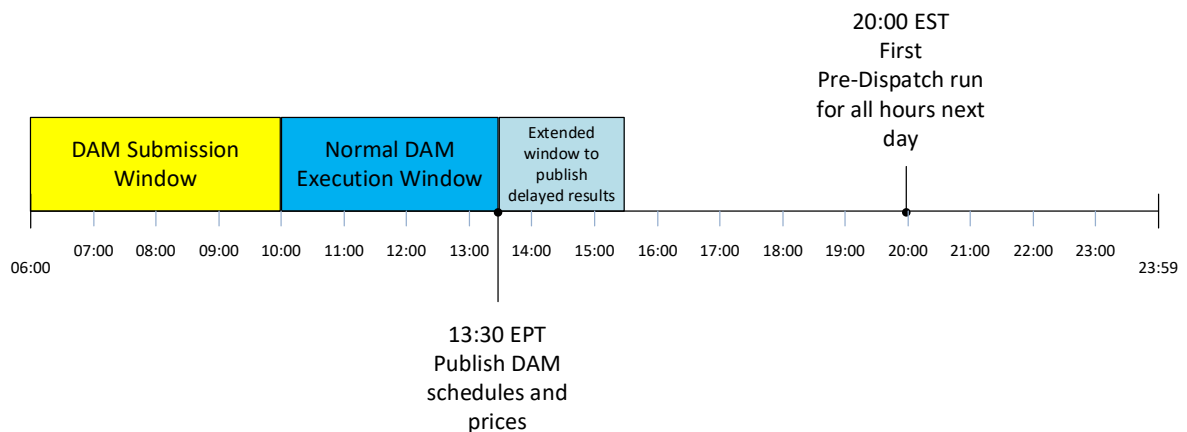 20:00 EST
First
Pre-Dispatch run
for all hours next
day
DAM Submission
Window
Normal DAM
Execution Window
Extended
window to
publish
delayed results
06:00
07:00
08:00
09:00
10:00
11:00
12:00
13:00
14:00
15:00
16:00
17:00
18:00
19:00
20:00
21:00
22:00
23:00
23:59
13:30 EPT
Publish DAM
schedules and
prices